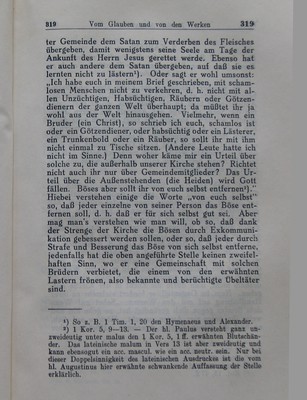 319 Vom Glauben und von den Werken 319
ter Gemeinde dem Satan zum Verderben des Fleisches
übergeben, damit wenigstens seine Seele am Tage der
Ankunft des Herrn Jesus gerettet werde. Ebenso hat
er auch andere dem Satan übergeben, auf daß sie es
lernten nicht zu lästern¹). Oder sagt er wohl umsonst:
„Ich habe euch in meinem Brief geschrieben, mit scham-
losen Menschen nicht zu verkehren, d. h. nicht mit al-
len Unzüchtigen, Habsüchtigen, Räubern oder Götzen-
dienern der ganzen Welt überhaupt; da müßtet ihr ja
wohl aus der Welt hinausgehen. Vielmehr, wenn ein
Bruder (ein Christ), so schrieb ich, ein schamloser ist
oder ein Götzendiener, oder habsüchtig oder ein Lästerer,
ein Trunkenbold oder ein Räuber, so sollt ihr mit ihm
nicht einmal zu Tische sitzen. (Andere Leute hatte ich
nicht im Sinne.) Denn woher käme mir ein Urteil über
solche zu, die außerhalb unserer Kirche stehen? Richtet
nicht auch ihr nur über Gemeindemitglieder? Das Ur-
teil über die Außenstehenden (die Heiden) wird Gott
fällen. Böses aber sollt ihr von euch selbst entfernen²).“
Hiebei verstehen einige die Worte „von euch selbst“
so, daß jeder einzelne von seiner Person das Böse ent-
fernen soll, d. h. daß er für sich selbst gut sei. Aber
mag man's verstehen wie man will, ob so, daß dank
der Strenge der Kirche die Bösen durch Exkommuni-
kation gebessert werden sollen, oder so, daß jeder durch
Strafe und Besserung das Böse von sich selbst entferne,
jedenfalls hat die oben angeführte Stelle keinen zweifel-
haften Sinn, wo er eine Gemeinschaft mit solchen
Brüdern verbietet, die einem von den erwähnten
Lastern frönen, also bekannte und berüchtigte Übeltäter
sind.
¹) So z. B. 1 Tim. 1, 20 den Hymenaeus und Alexander.
²) 1 Kor. 5, 9—13. — Der hl. Paulus versteht ganz un-
zweideutig unter malus den 1 Kor. 5, 1 ff. erwähnten Blutschän-
der. Das lateinische malum in Vers 13 ist aber zweideutig und
kann ebensogut ein acc. mascul. wie ein acc. neutr. sein. Nur bei
dieser Doppelsinnigkeit des lateinischen Ausdruckes ist die vom
hl. Augustinus hier erwähnte schwankende Auffassung der Stelle
erklärlich.